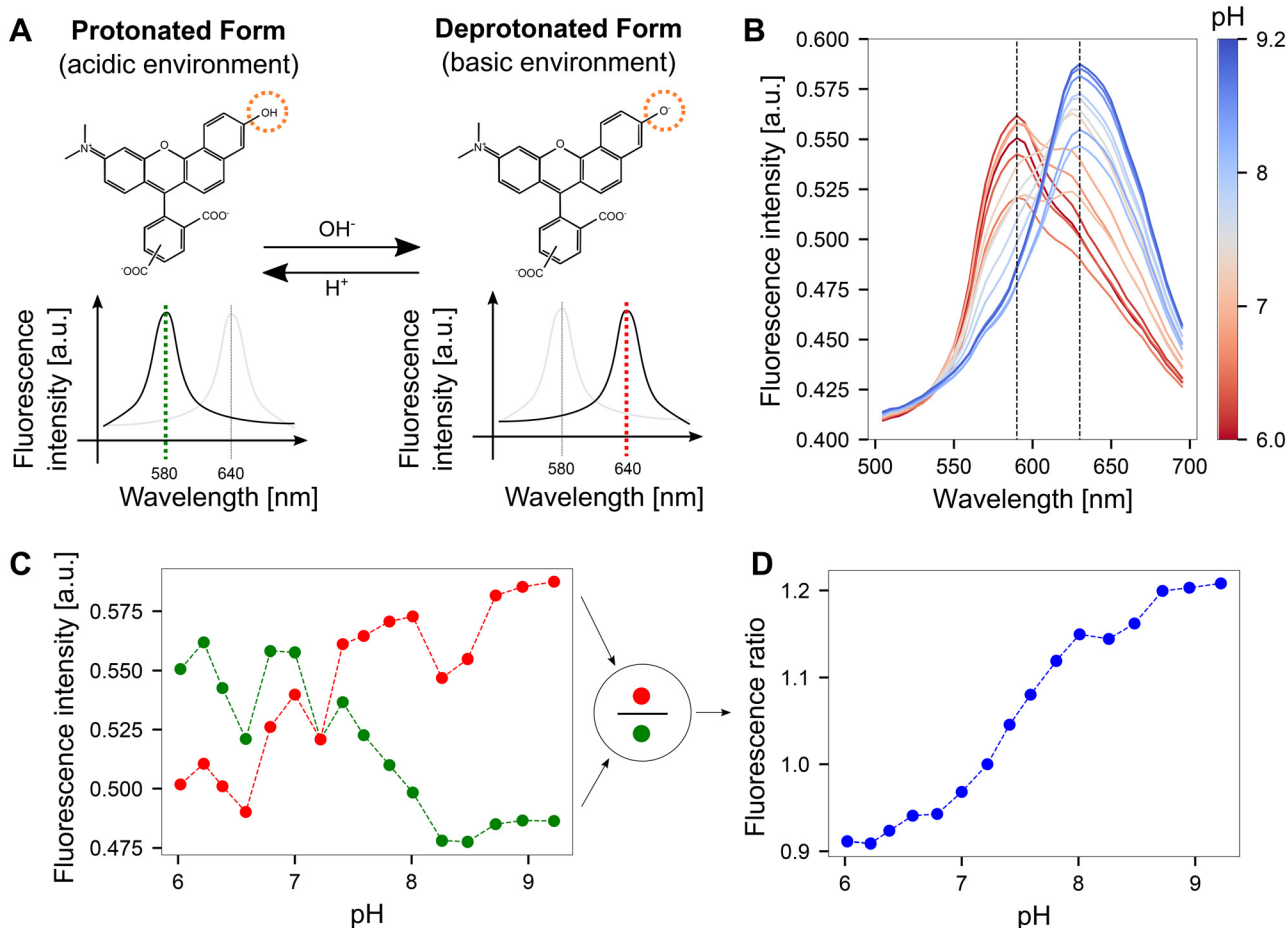 A
Protonated Form
(acidic environment)
Deprotonated Form
(basic environment)
OH
O
N⁺
O⁻
O
N⁺
COO⁻
⁻OOC
COO⁻
⁻OOC
OH⁻
H⁺
Fluorescence
intensity [a.u.]
580
640
Wavelength [nm]
Fluorescence
intensity [a.u.]
580
640
Wavelength [nm]
B
Fluorescence intensity [a.u.]
0.600
0.575
0.550
0.525
0.500
0.475
0.450
0.425
0.400
500
550
600
650
700
Wavelength [nm]
pH
9.2
8
7
6.0
C
Fluorescence intensity [a.u.]
0.575
0.550
0.525
0.500
0.475
6
7
8
9
pH
D
Fluorescence ratio
1.2
1.1
1.0
0.9
6
7
8
9
pH